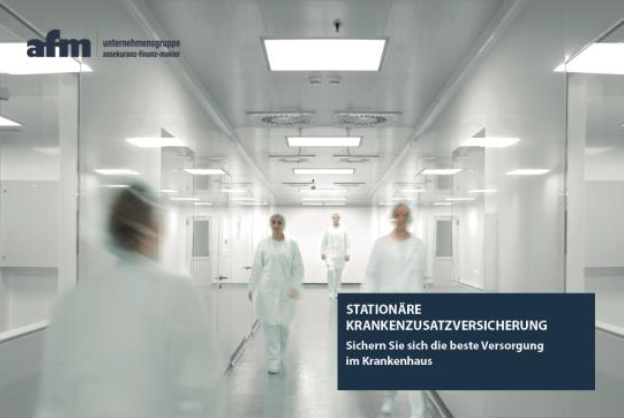 afm unternehmensgruppe
assekuranz-finanz-makler
STATIONÄRE
KRANKENZUSATZVERSICHERUNG
Sichern Sie sich die beste Versorgung
im Krankenhaus